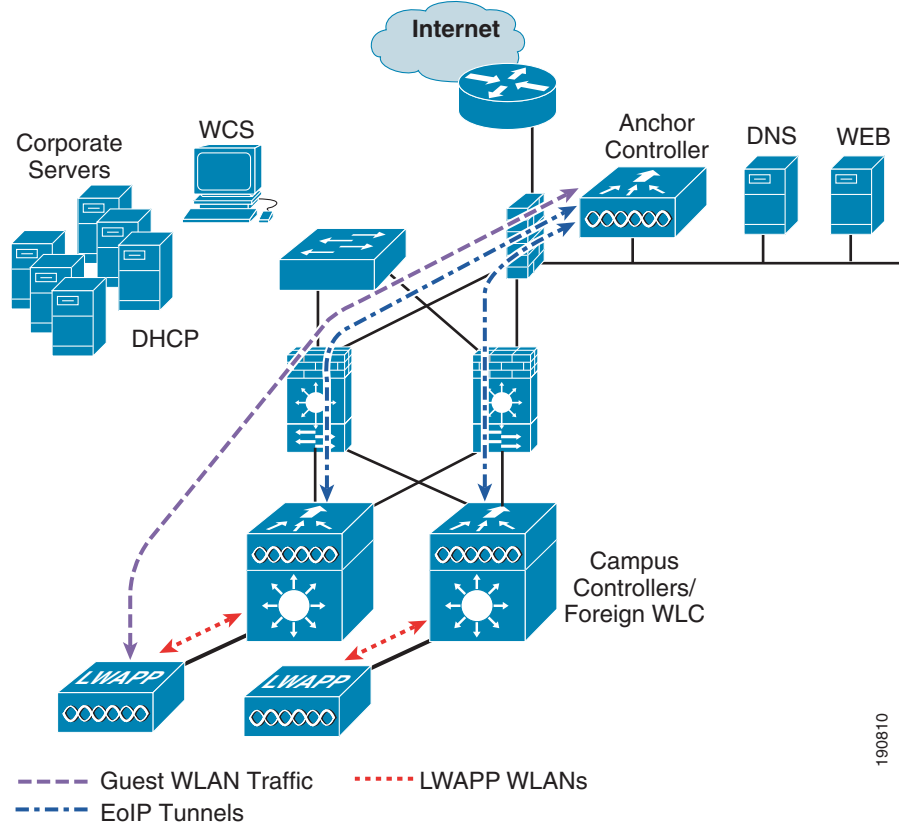 Internet
Corporate
Servers
WCS
Anchor
Controller
DNS
WEB
DHCP
Campus
Controllers/
Foreign WLC
LWAPP
LWAPP
190810
Guest WLAN Traffic
LWAPP WLANs
EoIP Tunnels